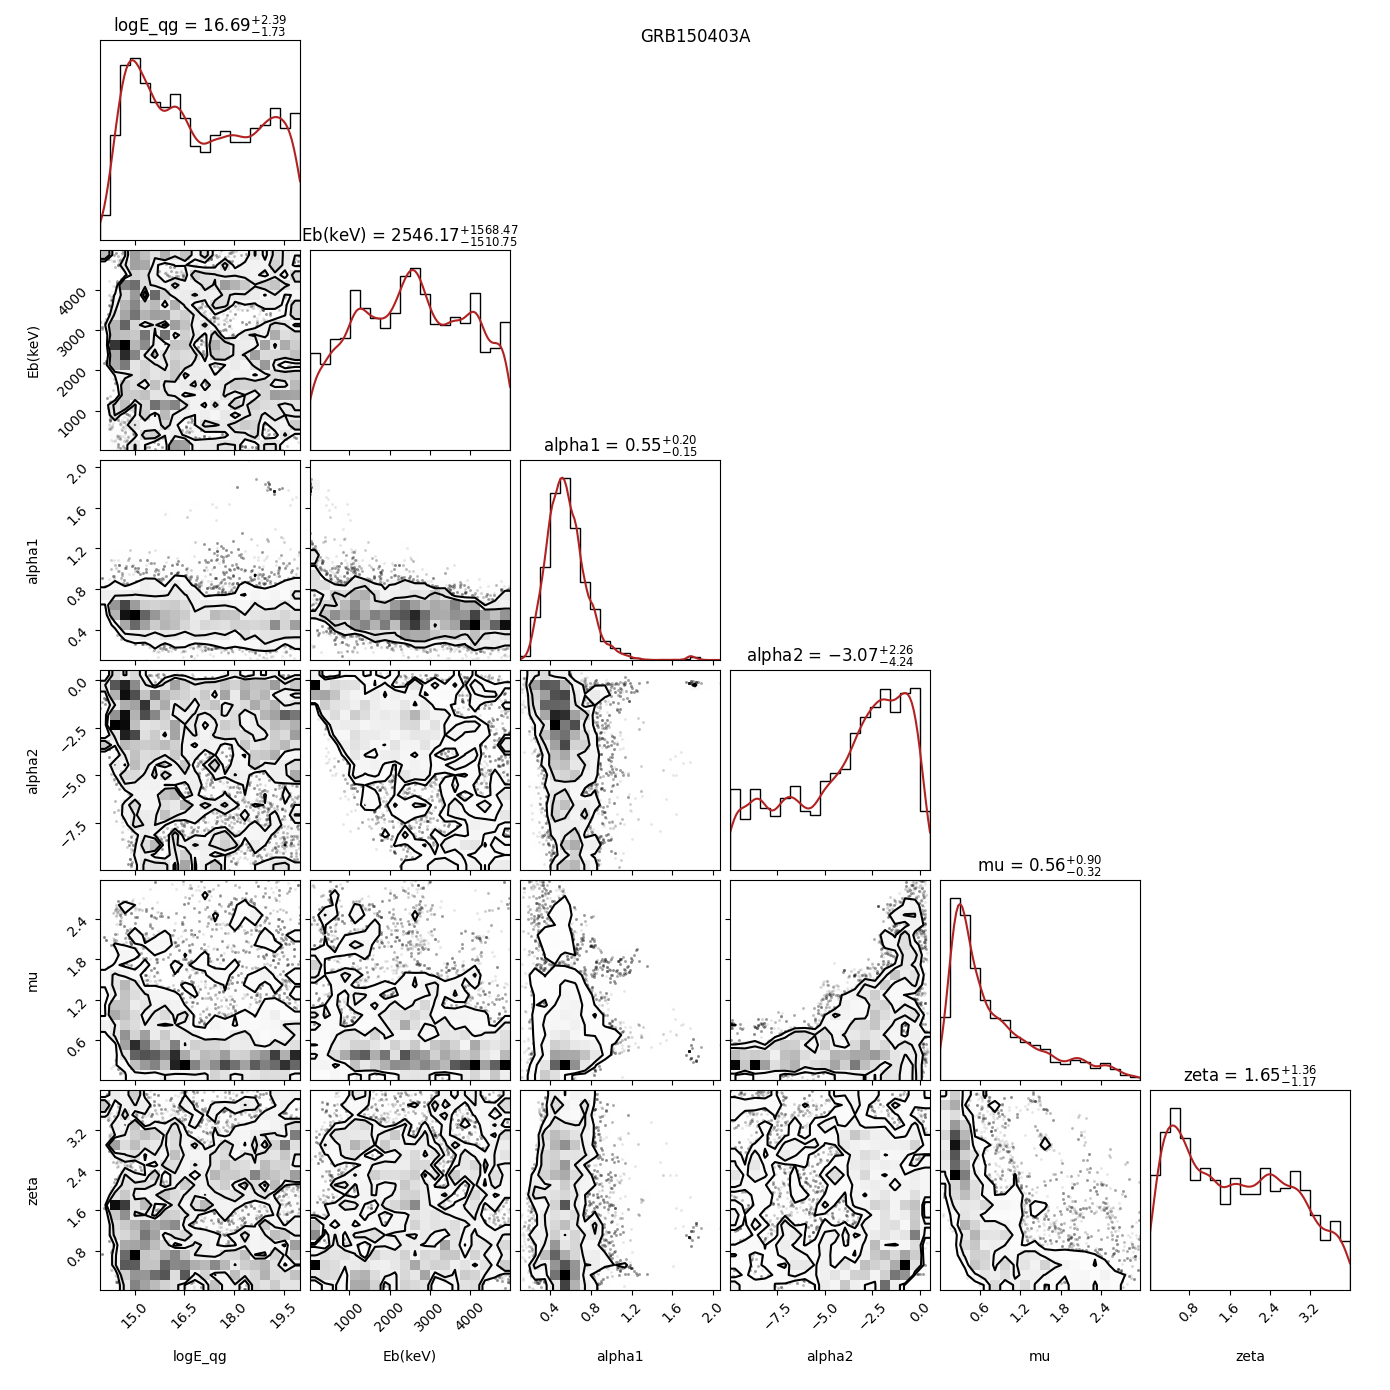 logE_qg = 16.69+2.39 −1.73
GRB150403A
Eb(keV) = 2546.17+1568.47 −1510.75
Eb(keV)
4000
3000
2000
1000
alpha1 = 0.55+0.20 −0.15
alpha1
2.0
1.6
1.2
0.8
0.4
alpha2 = −3.07+2.26 −4.24
alpha2
0.0
−2.5
−5.0
−7.5
mu = 0.56+0.90 −0.32
mu
2.4
1.8
1.2
0.6
zeta = 1.65+1.36 −1.17
zeta
3.2
2.4
1.6
0.8
15.0 16.5 18.0 19.5
1000 2000 3000 4000
0.4 0.8 1.2 1.6 2.0
−7.5 −5.0 −2.5 0.0
0.6 1.2 1.8 2.4
0.8 1.6 2.4 3.2
logE_qg
Eb(keV)
alpha1
alpha2
mu
zeta